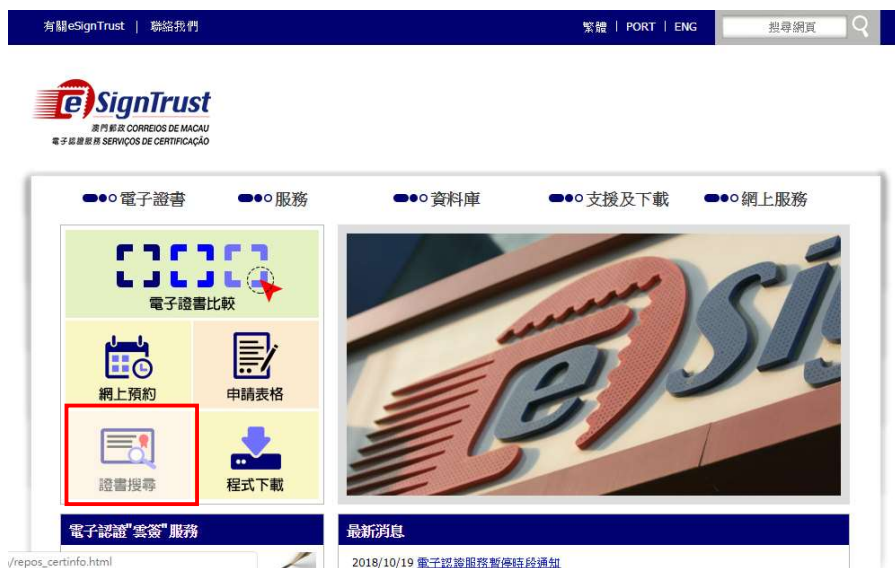 有關eSignTrust | 聯絡我們
繁體 | PORT | ENG
搜尋網頁
eSignTrust
澳門郵政 CORREIOS DE MACAU
電子認證服務 SERVIÇOS DE CERTIFICAÇÃO
電子證書
服務
資料庫
支援及下載
網上服務
電子證書比較
網上預約
申請表格
證書搜尋
程式下載
eSi
電子認證"雲簽"服務
最新消息
/repos_certinfo.html
2018/10/19 電子認證服務暫停時段通知